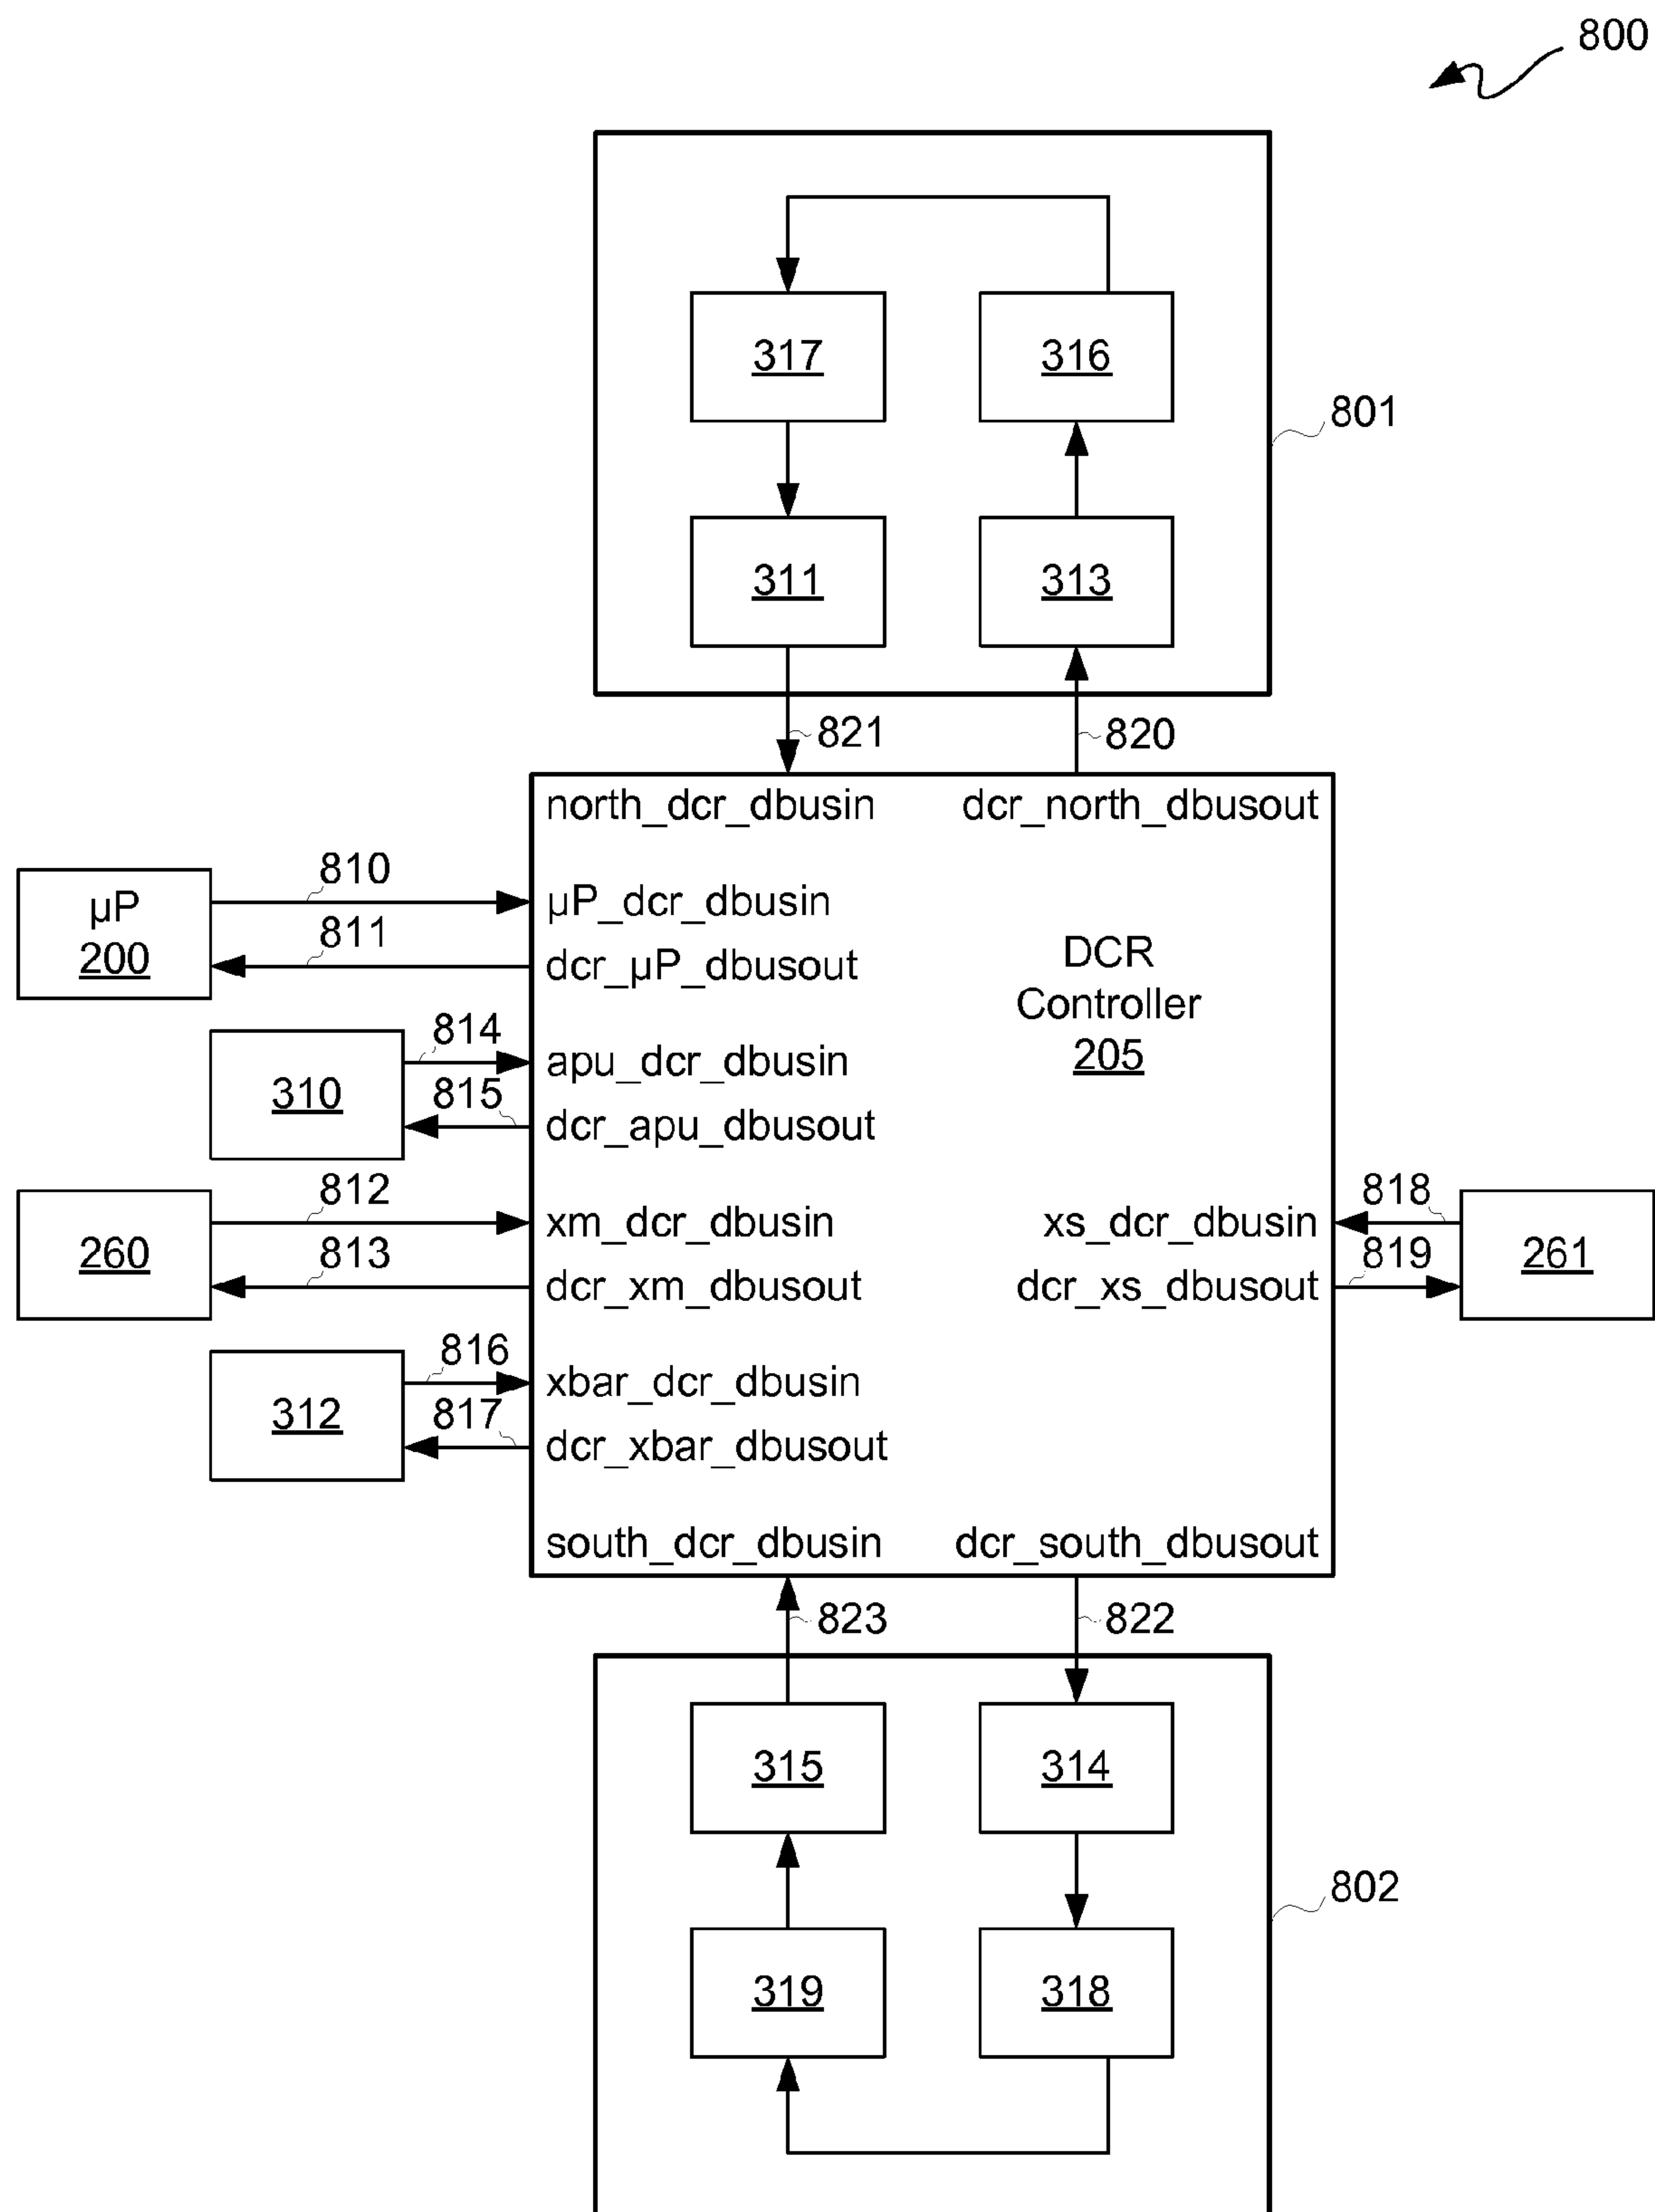 800
317
316
801
311
313
821
820
north_dcr_dbusin
dcr_north_dbusout
810
µP
200
µP_dcr_dbusin
811
dcr_µP_dbusout
DCR
Controller
205
814
apu_dcr_dbusin
310
815
dcr_apu_dbusout
812
xm_dcr_dbusin
260
813
dcr_xm_dbusout
818
xs_dcr_dbusin
261
819
dcr_xs_dbusout
816
xbar_dcr_dbusin
312
817
dcr_xbar_dbusout
south_dcr_dbusin
dcr_south_dbusout
823
822
315
314
802
319
318